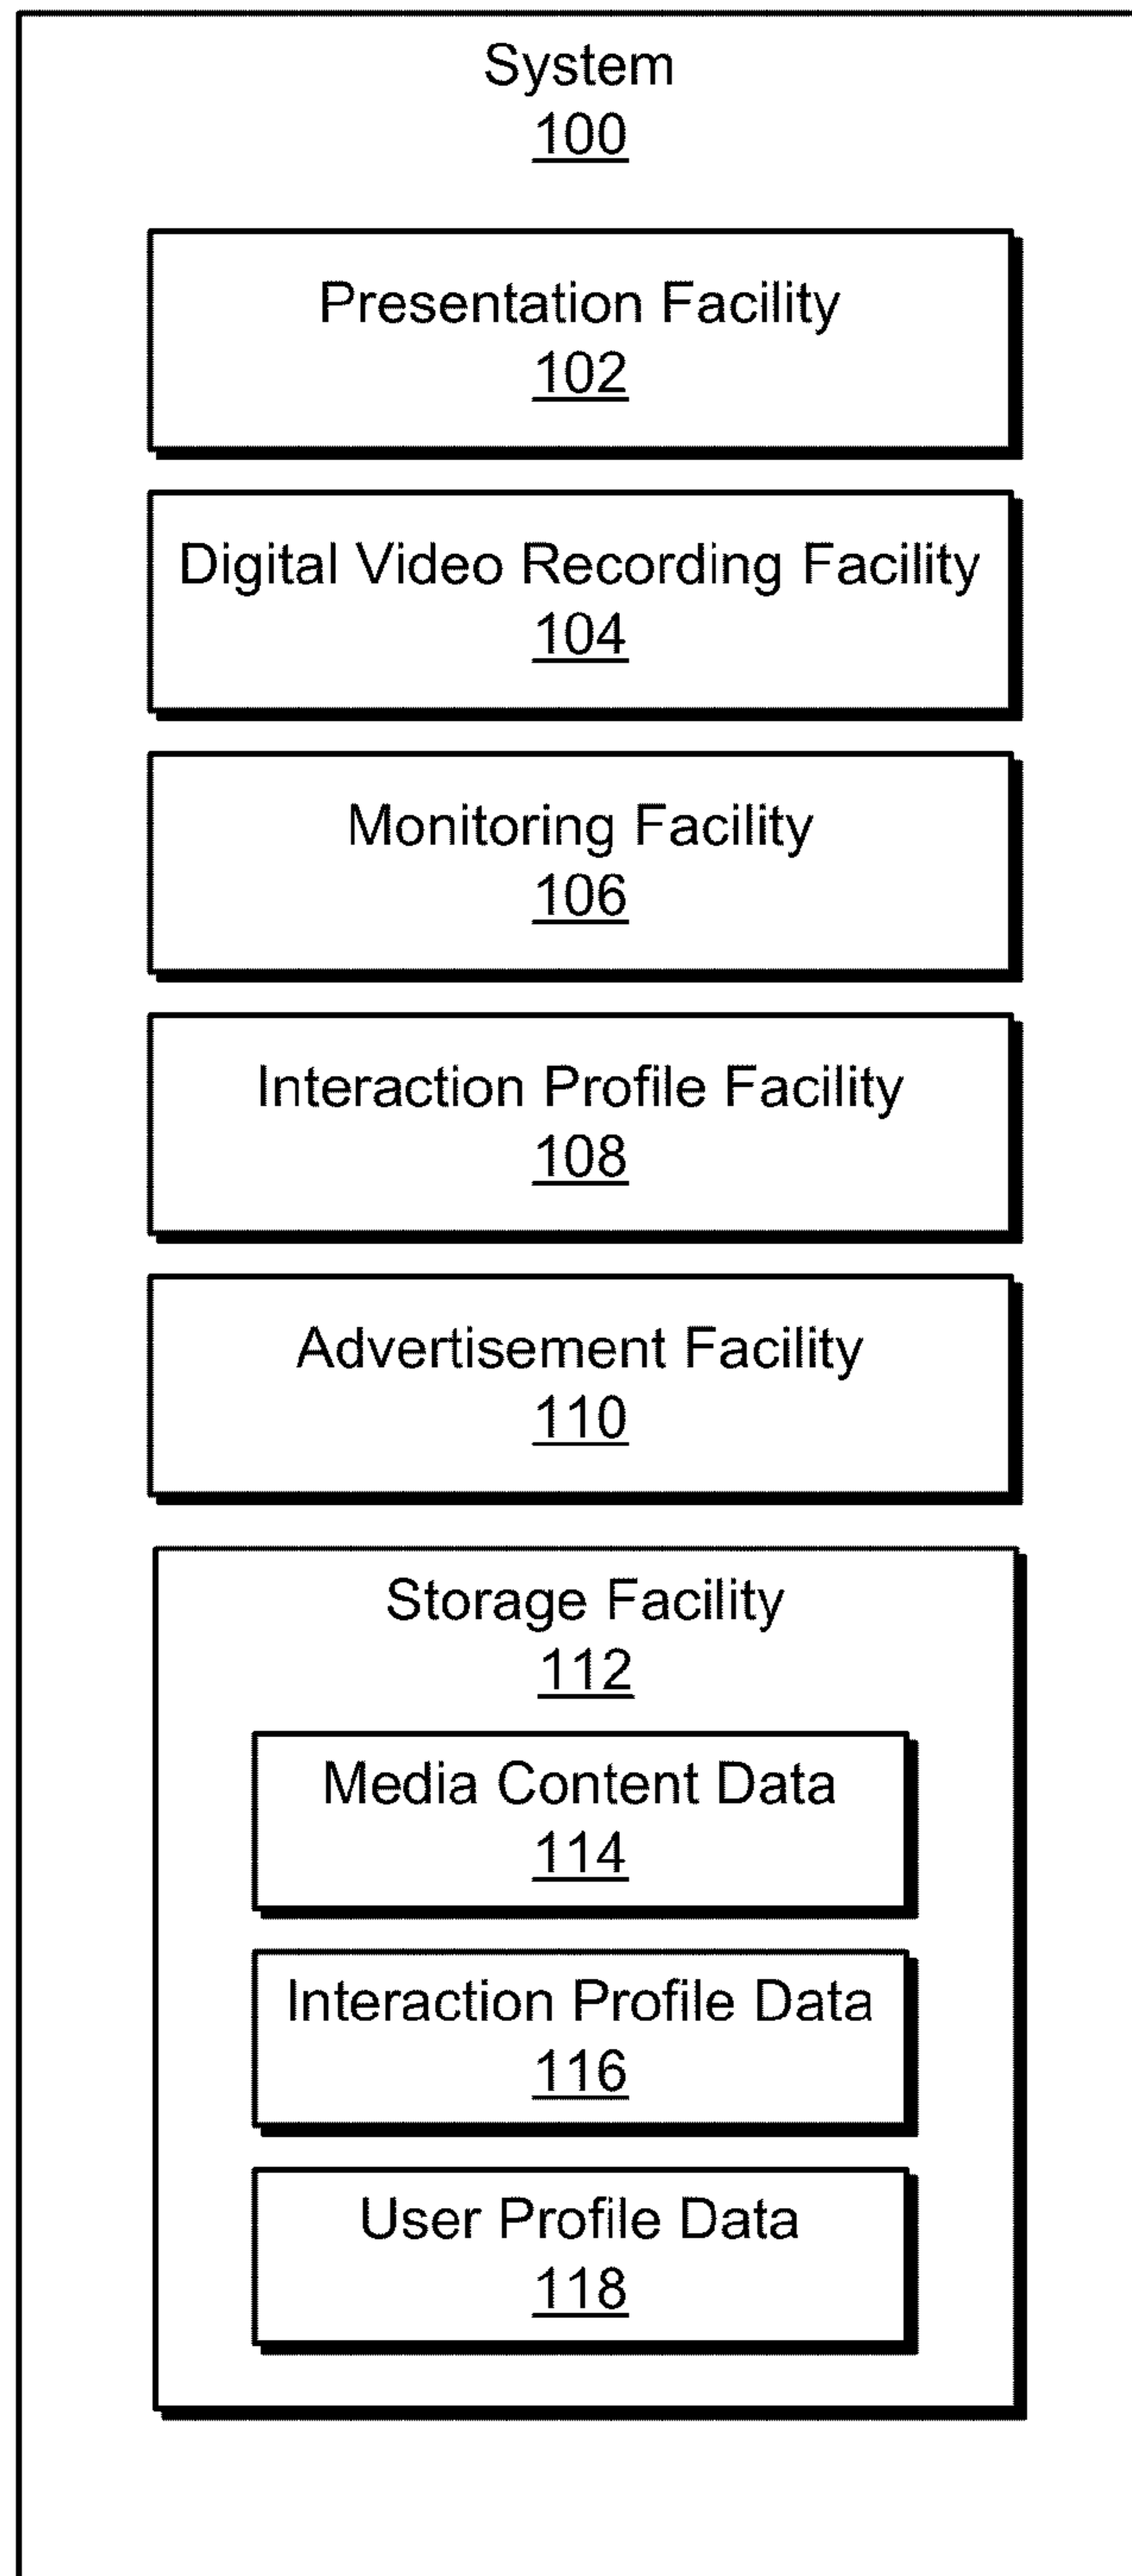 System
100
Presentation Facility
102
Digital Video Recording Facility
104
Monitoring Facility
106
Interaction Profile Facility
108
Advertisement Facility
110
Storage Facility
112
Media Content Data
114
Interaction Profile Data
116
User Profile Data
118